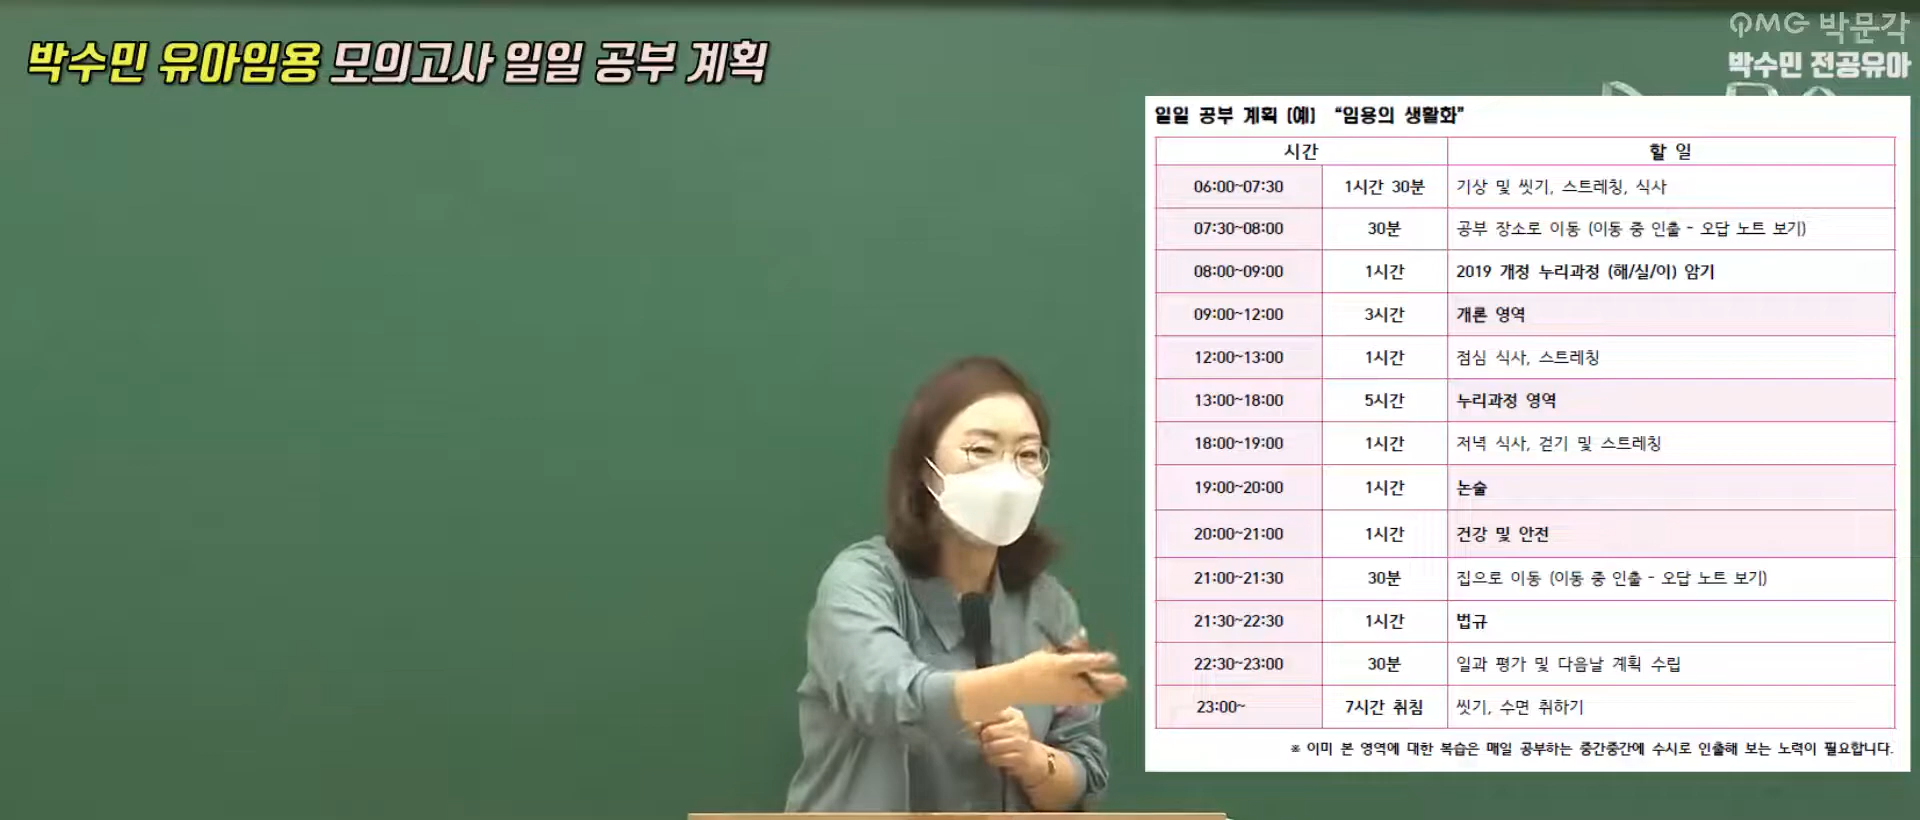 박수민 유아임용 모의고사 일일 공부 계획
PMG 박문각
박수민 전공유아
일일 공부 계획 (예) “임용의 생활화”
시간 할 일
06:00~07:30 1시간 30분 기상 및 씻기, 스트레칭, 식사
07:30~08:00 30분 공부 장소로 이동 (이동 중 인출 - 오답 노트 보기)
08:00~09:00 1시간 2019 개정 누리과정 (해/실/이) 암기
09:00~12:00 3시간 개론 영역
12:00~13:00 1시간 점심 식사, 스트레칭
13:00~18:00 5시간 누리과정 영역
18:00~19:00 1시간 저녁 식사, 걷기 및 스트레칭
19:00~20:00 1시간 논술
20:00~21:00 1시간 건강 및 안전
21:00~21:30 30분 집으로 이동 (이동 중 인출 - 오답 노트 보기)
21:30~22:30 1시간 법규
22:30~23:00 30분 일과 평가 및 다음날 계획 수립
23:00~ 7시간 취침 씻기, 수면 취하기
※ 이미 본 영역에 대한 복습은 매일 공부하는 중간중간에 수시로 인출해 보는 노력이 필요합니다.